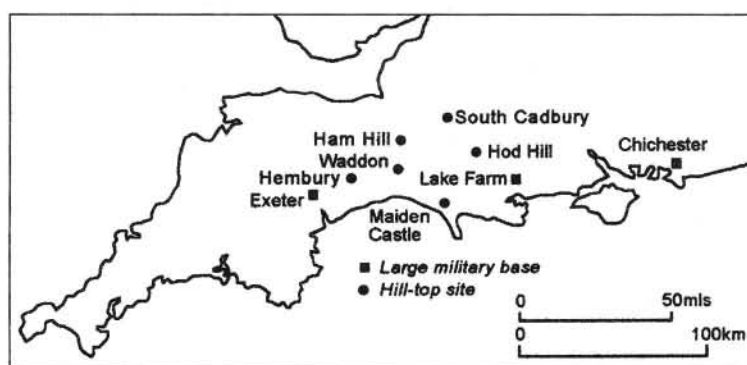 South Cadbury
Ham Hill
Chichester
Waddon
Hod Hill
Hembury
Lake Farm
Exeter
Maiden
Castle
Large military base
Hill-top site
0 50mls
0 100km